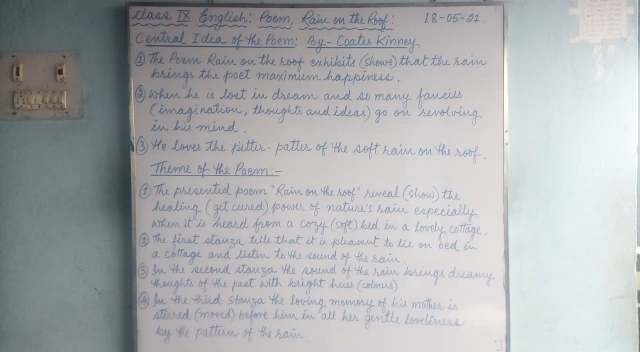 Class IX English: Poem, Rain on the Roof: 18-05-21
Central Idea of the Poem: By- Coates Kinney
① The Poem Rain on the roof exhibits (shows) that the rain
brings the poet maximum happiness.
② When he is lost in dream and so many fancies
(imagination, thoughts and ideas) go on revolving
in his mind.
③ He loves the pitter-patter of the soft rain on the roof.
Theme of the Poem:-
① The presented poem "Rain on the roof" reveal (show) the
healing (get cured) power of nature's rain especially
when it is heard from a cozy (soft) bed in a lovely cottage.
② The first stanza tells that it is pleasant to lie on bed in
a cottage and listen to the sound of the rain.
③ In the second stanza the sound of the rain brings dreamy
thoughts of the past with bright hues (colours)
④ In the third stanza the loving memory of his mother is
stirred (moved) before him in all her gentle loveliness
by the pattern of the rain.